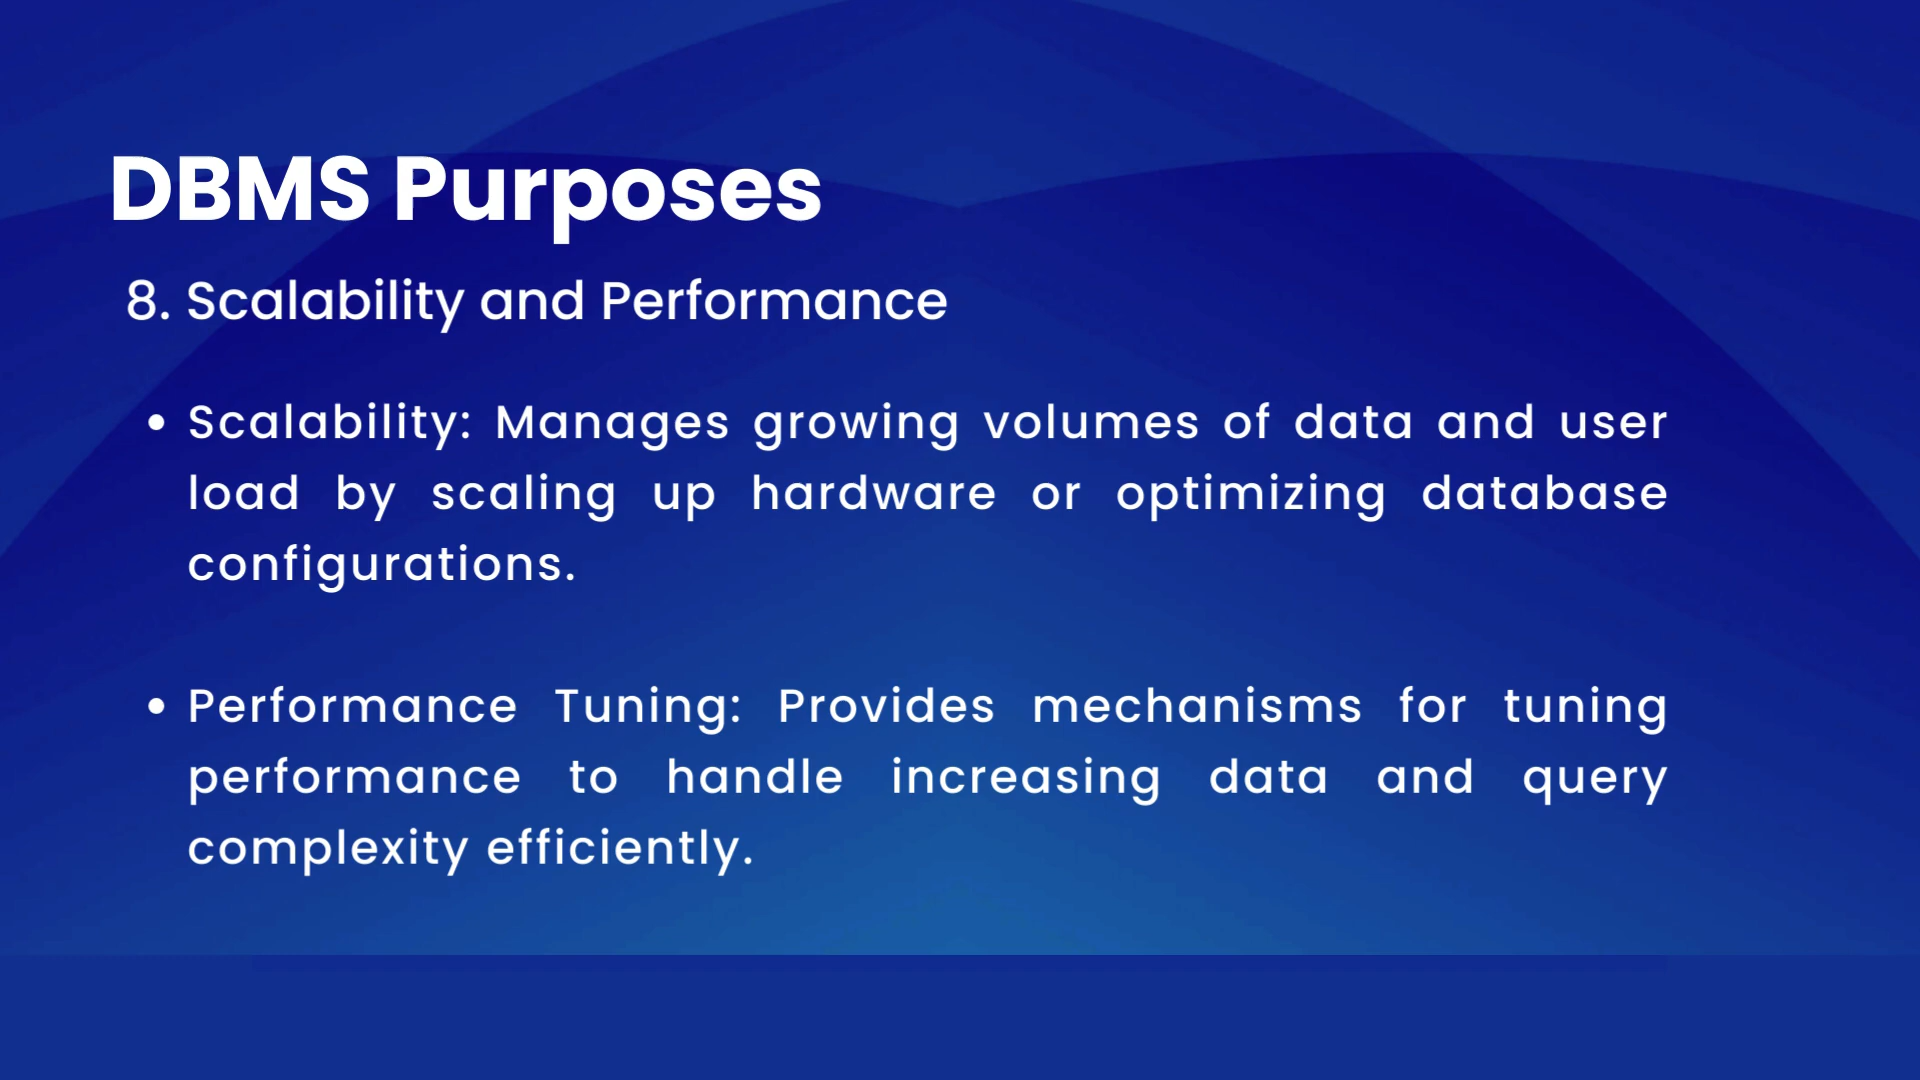 DBMS Purposes
8. Scalability and Performance
• Scalability: Manages growing volumes of data and user
load by scaling up hardware or optimizing database
configurations.
• Performance Tuning: Provides mechanisms for tuning
performance to handle increasing data and query
complexity efficiently.